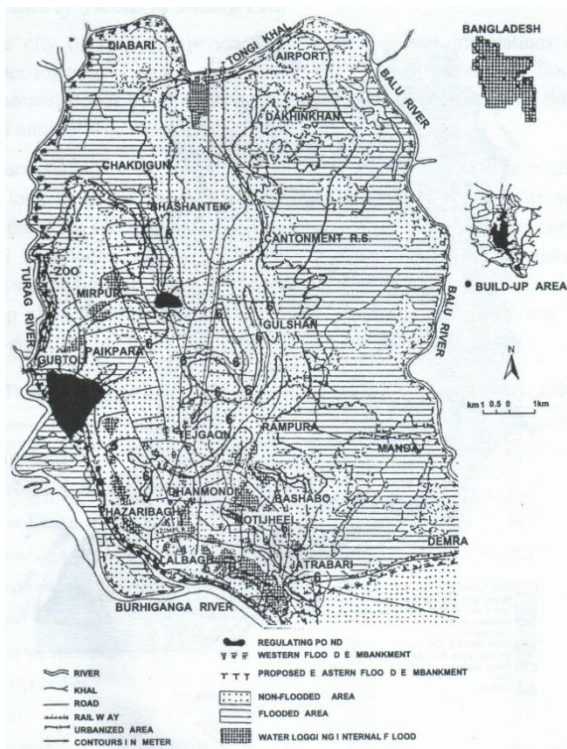 BANGLADESH
DIABARI
TONGI KHAL
AIRPORT
BALU RIVER
DAKHINKHAN
CHAKDIGUN
BHASHANTEK
CANTONMENT R.S.
ZOO
TURAG RIVER
MIRPUR
BUILD-UP AREA
GULSHAN
BALU RIVER
PAIKPARA
GUBTOLI
N
km 1 0.5 0 1km
TEJGAON
RAMPURA
MANDA
DHANMONDI
BASHABO
HAZARIBAGH
MOTIJHEEL
DEMRA
LALBAGH
JATRABARI
BURHIGANGA RIVER
REGULATING PO ND
WESTERN FLOO D E MBANKMENT
PROPOSED E ASTERN FLOO D E MBANKMENT
RIVER
KHAL
ROAD
RAIL W AY
URBANIZED AREA
CONTOURS I N METER
NON-FLOODED AREA
FLOODED AREA
WATER LOGGI NG I NTERNAL F LOOD